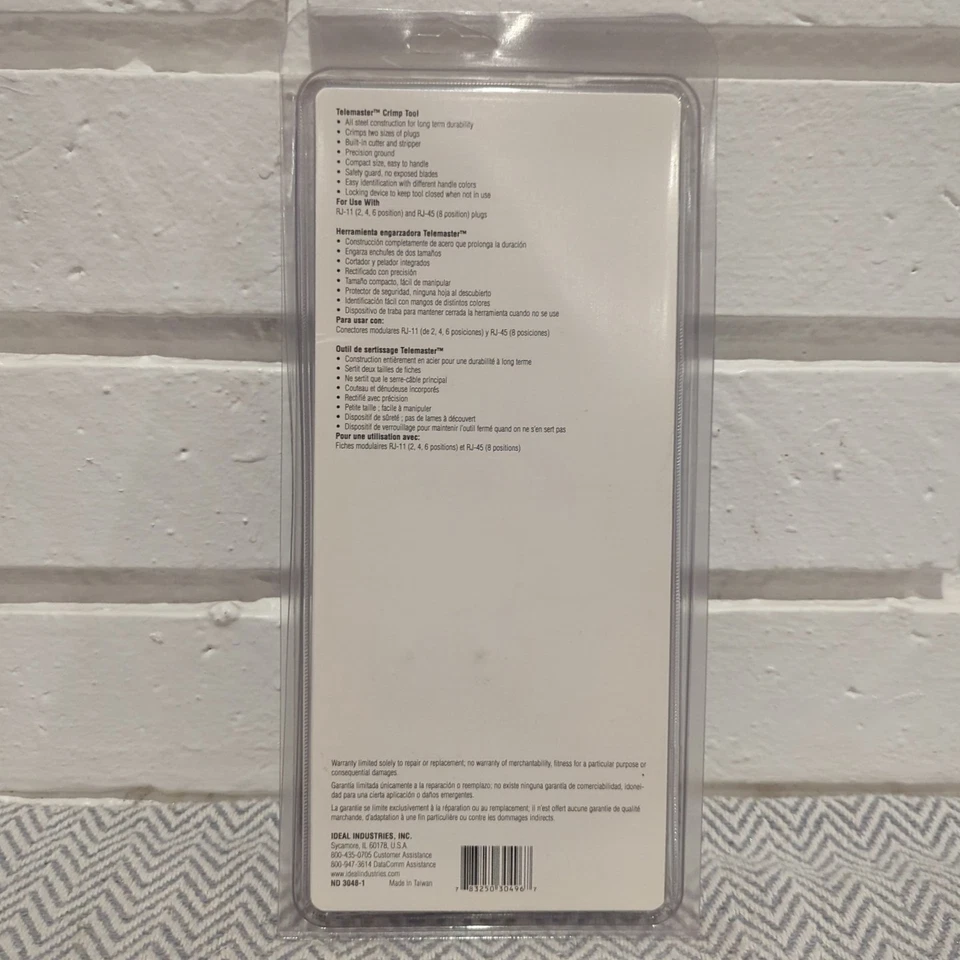 Telemaster™ Crimp Tool
• All steel construction for long term durability
• Crimps two sizes of plugs
• Built-in cutter and stripper
• Precision ground
• Compact size, easy to handle
• Safety guard, no exposed blades
• Easy identification with different handle colors
• Locking device to keep tool closed when not in use
For Use With
RJ-11 (2, 4, 6 position) and RJ-45 (8 position) plugs
Herramienta engarzadora Telemaster™
• Construcción completamente de acero que prolonga la duración
• Engarza enchufes de dos tamaños
• Cortador y pelador integrados
• Rectificado con precisión
• Tamaño compacto, fácil de manipular
• Protector de seguridad, ninguna hoja al descubierto
• Identificación fácil con mangos de distintos colores
• Dispositivo de traba para mantener cerrada la herramienta cuando no se use
Para usar con:
Conectores modulares RJ-11 (de 2, 4, 6 posiciones) y RJ-45 (8 posiciones)
Outil de sertissage Telemaster™
• Construction entièrement en acier pour une durabilité à long terme
• Sertit deux tailles de fiches
• Ne sertit que le serre-câble principal
• Couteau et dénudeuse incorporés
• Rectifié avec précision
• Petite taille ; facile à manipuler
• Dispositif de sûreté ; pas de lames à découvert
• Dispositif de verrouillage pour maintenir l'outil fermé quand on ne s'en sert pas
Pour une utilisation avec:
Fiches modulaires RJ-11 (2, 4, 6 positions) et RJ-45 (8 positions)
Warranty limited solely to repair or replacement, no warranty of merchantability, fitness for a particular purpose or
consequential damages.
Garantía limitada únicamente a la reparación o reemplazo; no existe ninguna garantía de comerciabilidad, idonei-
dad para una cierta aplicación o daños emergentes.
La garantie se limite exclusivement à la réparation ou au remplacement; il n'est offert aucune garantie de qualité
marchande, d'adaptation à une fin particulière ou contre les dommages indirects.
IDEAL INDUSTRIES, INC.
Sycamore, IL 60178, U.S.A.
800-435-0705 Customer Assistance
800-947-3614 DataComm Assistance
www.idealindustries.com
ND 3048-1 Made in Taiwan
7 83250 30496 7